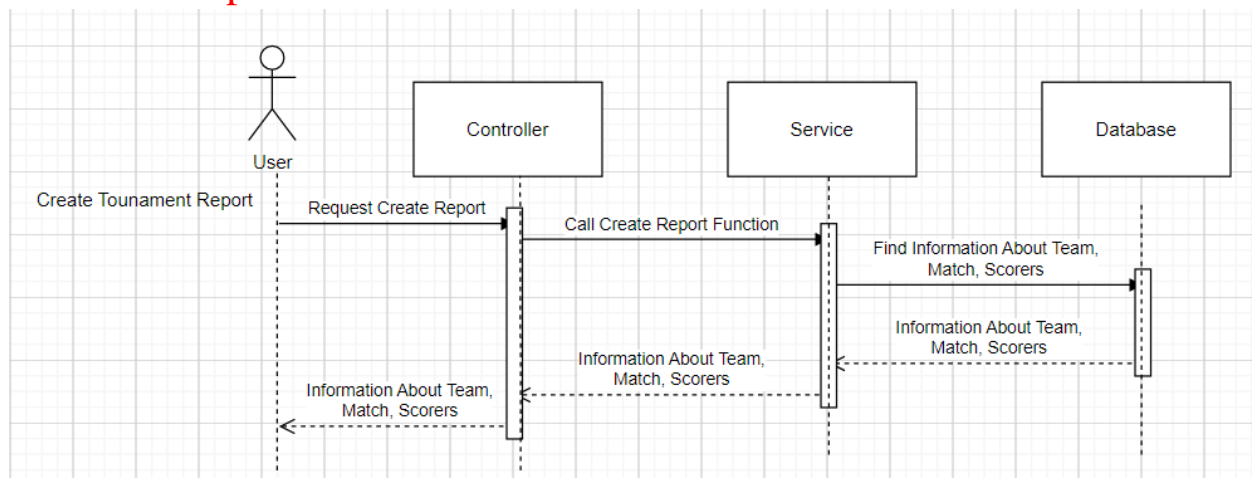 User
Controller
Service
Database
Create Tounament Report
Request Create Report
Call Create Report Function
Find Information About Team,
Match, Scorers
Information About Team,
Match, Scorers
Information About Team,
Match, Scorers
Information About Team,
Match, Scorers